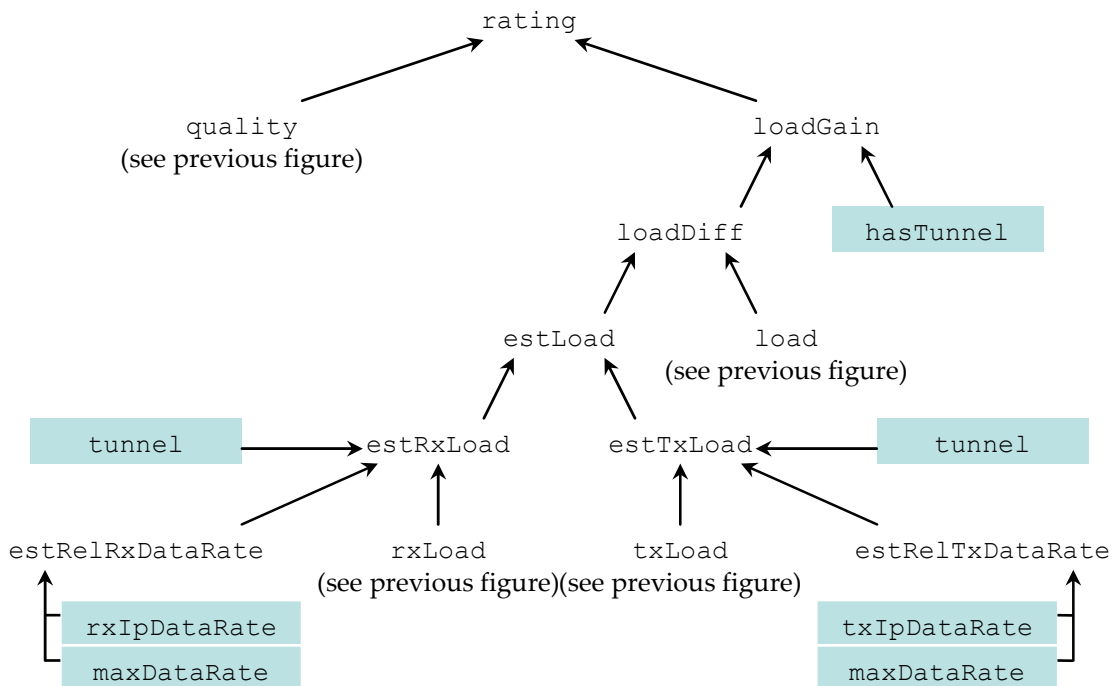 rating
quality
(see previous figure)
loadGain
loadDiff
hasTunnel
estLoad
load
(see previous figure)
tunnel
estRxLoad
estTxLoad
tunnel
estRelRxDataRate
rxLoad
txLoad
estRelTxDataRate
(see previous figure)(see previous figure)
rxIpDataRate
txIpDataRate
maxDataRate
maxDataRate